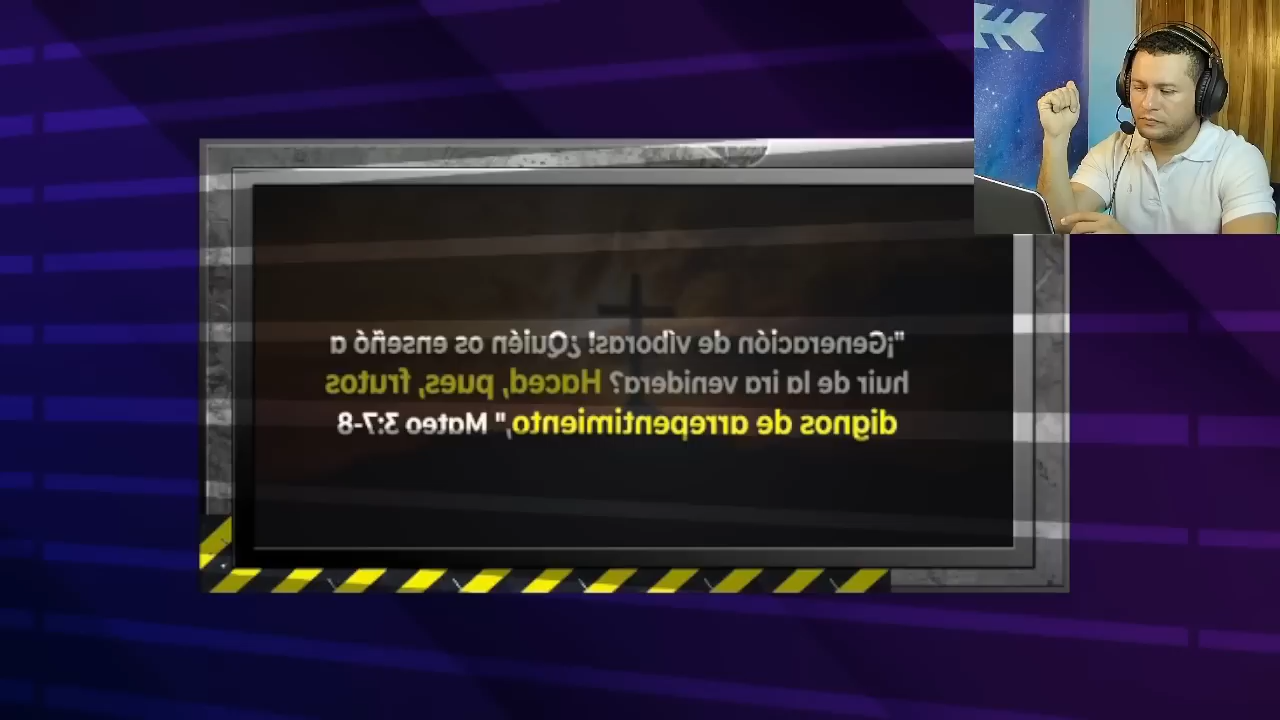 "¡Generación de víboras! ¿Quién os enseñó a
huir de la ira venidera? Haced, pues, frutos
dignos de arrepentimiento," Mateo 3:7-8